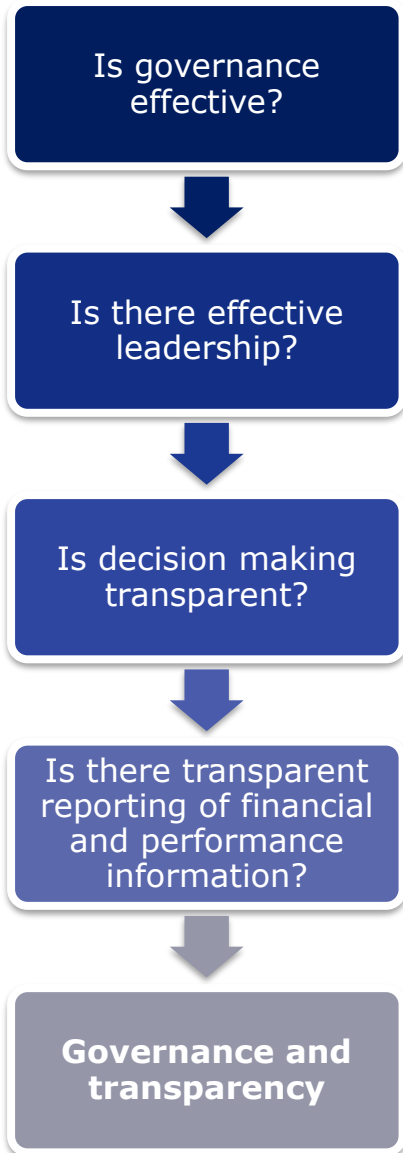 Is governance
effective?
Is there effective
leadership?
Is decision making
transparent?
Is there transparent
reporting of financial
and performance
information?
Governance and
transparency